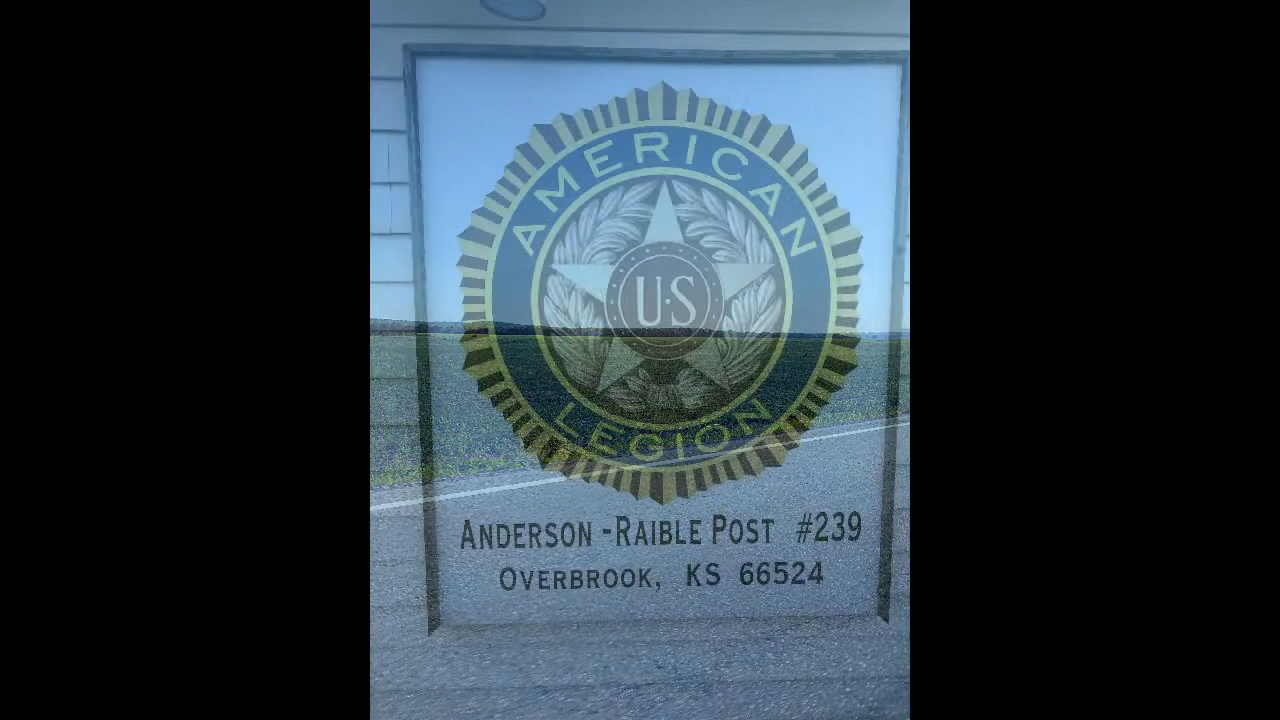 AMERICAN
U·S
LEGION
ANDERSON -RAIBLE POST #239
OVERBROOK, KS 66524